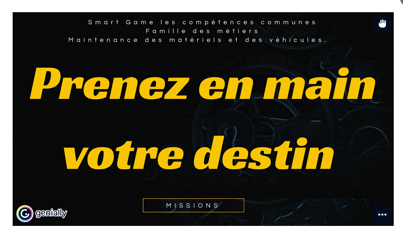 Smart Game les compétences communes
Famille des métiers
Maintenance des matériels et des véhicules.
Prenez en main
votre destin
MISSIONS
genially